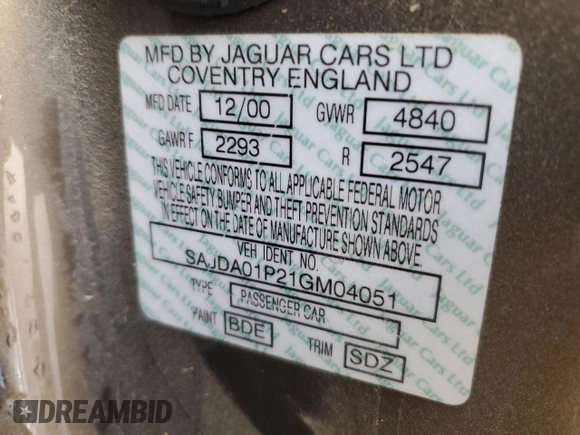 MFD BY JAGUAR CARS LTD
COVENTRY ENGLAND
MFD DATE 12/00 GVWR 4840
GAWR F 2293 R 2547
THIS VEHICLE CONFORMS TO ALL APPLICABLE FEDERAL MOTOR
VEHICLE SAFETY BUMPER AND THEFT PREVENTION STANDARDS
IN EFFECT ON THE DATE OF MANUFACTURE SHOWN ABOVE.
VEH IDENT NO.
SAJDA01P21GM04051
TYPE PASSENGER CAR
PAINT BDE TRIM SDZ
DREAMBID